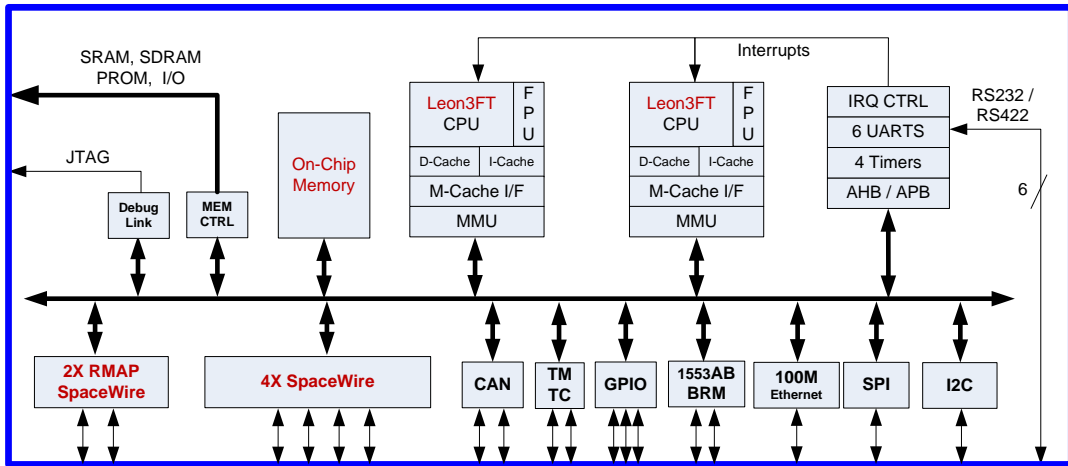 SRAM, SDRAM
PROM, I/O
JTAG
Debug
Link
MEM
CTRL
On-Chip
Memory
Leon3FT
CPU
FPU
D-Cache
I-Cache
M-Cache I/F
MMU
Leon3FT
CPU
FPU
D-Cache
I-Cache
M-Cache I/F
MMU
Interrupts
IRQ CTRL
6 UARTS
4 Timers
AHB / APB
RS232 /
RS422
6
2X RMAP
SpaceWire
4X SpaceWire
CAN
TM
TC
GPIO
1553AB
BRM
100M
Ethernet
SPI
I2C